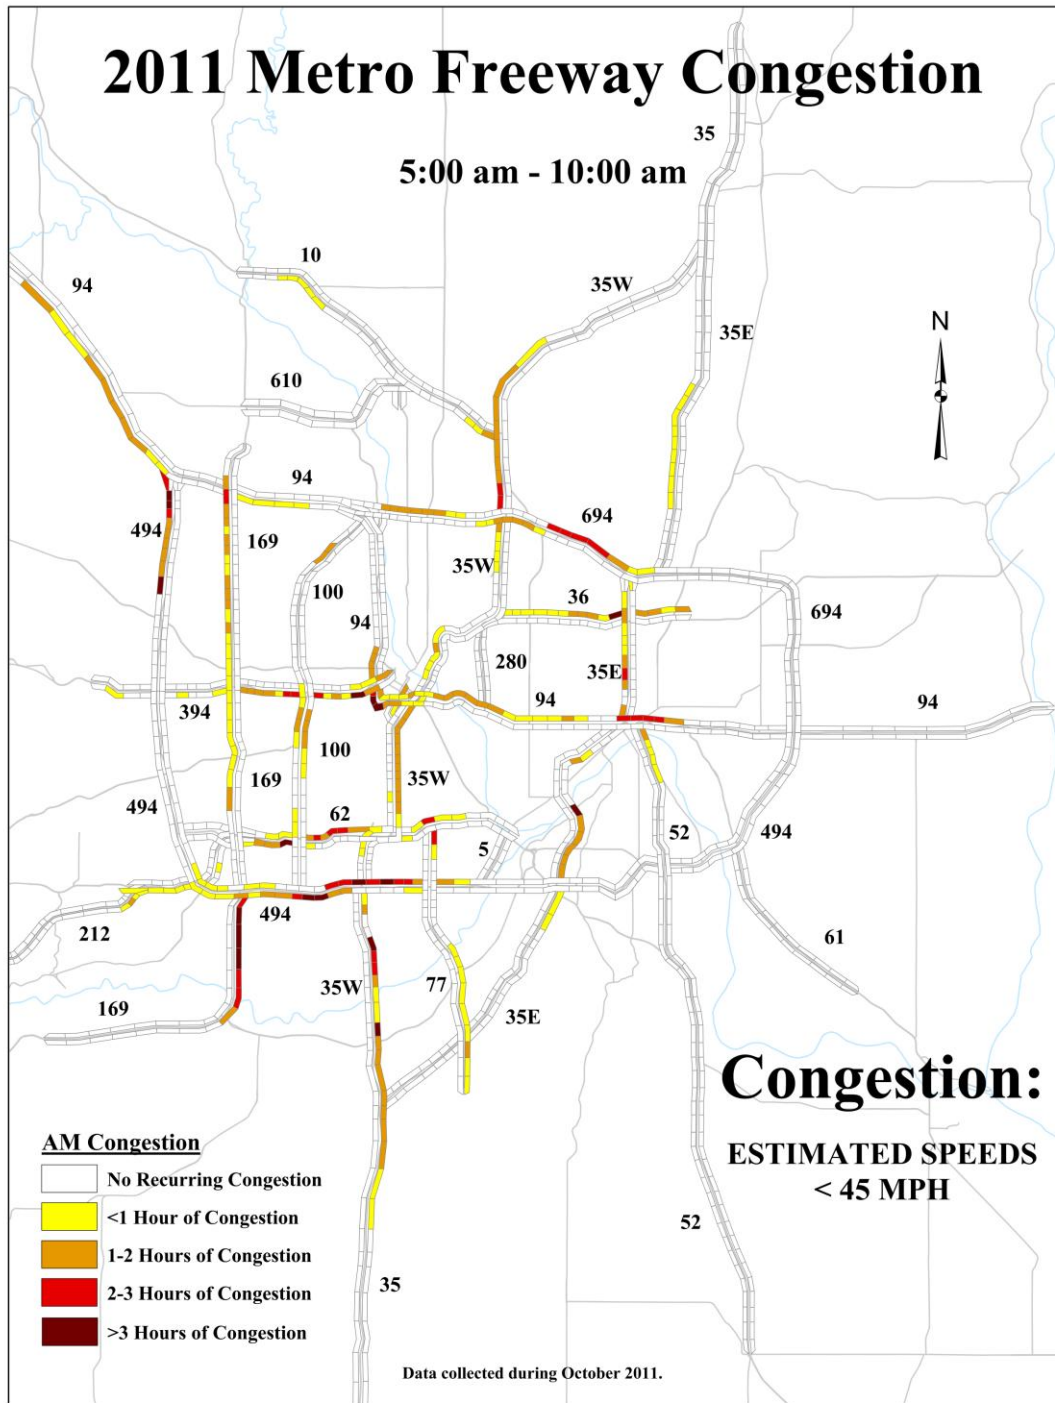 2011 Metro Freeway Congestion
35
5:00 am - 10:00 am
10
94
35W
N
35E
610
94
694
494
169
35W
100
36
94
694
280
35E
394
94
94
100
169
35W
494
62
5
52
494
494
212
61
35W
77
169
35E
Congestion:
AM Congestion
ESTIMATED SPEEDS
< 45 MPH
No Recurring Congestion
<1 Hour of Congestion
52
1-2 Hours of Congestion
35
2-3 Hours of Congestion
>3 Hours of Congestion
Data collected during October 2011.